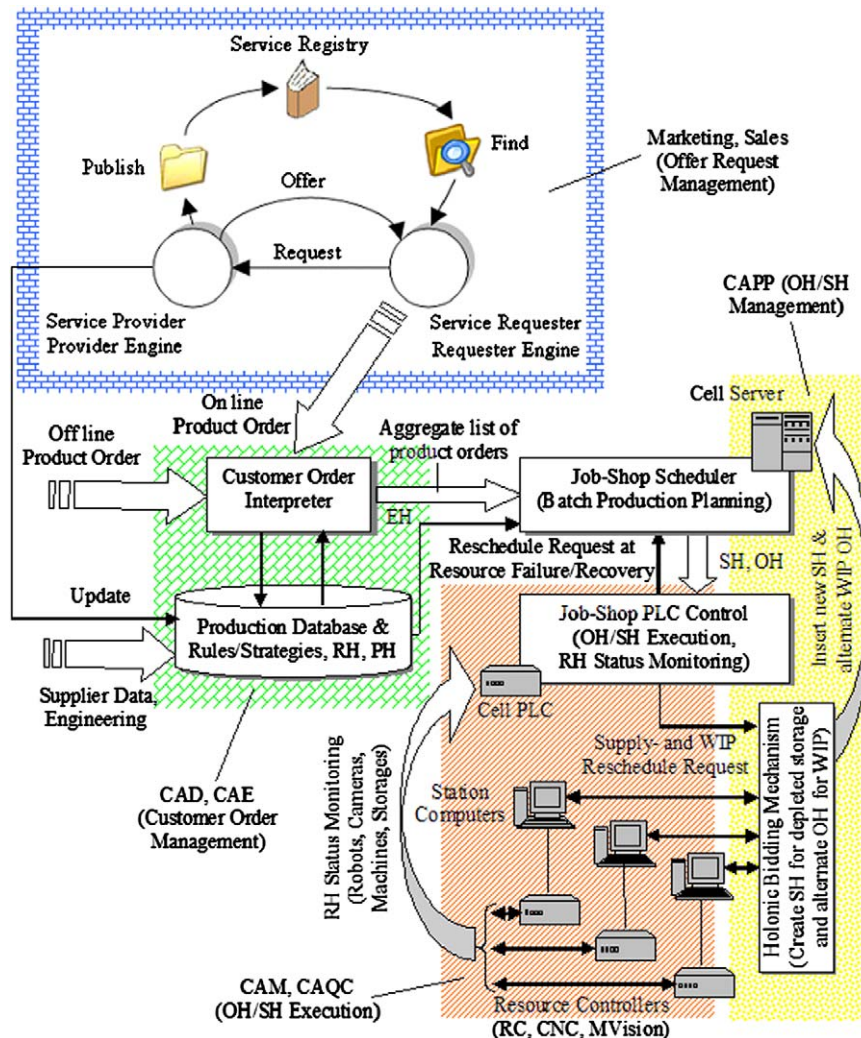 Service Registry
Publish
Find
Offer
Request
Service Provider
Provider Engine
Service Requester
Requester Engine
Marketing, Sales
(Offer Request
Management)
CAPP (OH/SH
Management)
Cell Server
On line
Product Order
Off line
Product Order
Aggregate list of
product orders
Customer Order
Interpreter
EH
Job-Shop Scheduler
(Batch Production Planning)
Reschedule Request at
Resource Failure/Recovery
SH, OH
Insert new SH &
alternate WIP OH
Update
Production Database &
Rules/Strategies, RH, PH
Job-Shop PLC Control
(OH/SH Execution,
RH Status Monitoring)
Supplier Data,
Engineering
Cell PLC
Supply- and WIP
Reschedule Request
CAD, CAE
(Customer Order
Management)
RH Status Monitoring
(Robots, Cameras,
Machines, Storages)
Station
Computers
Holonic Bidding Mechanism
(Create SH for depleted storage
and alternate OH for WIP)
CAM, CAQC
(OH/SH Execution)
Resource Controllers
(RC, CNC, MVision)